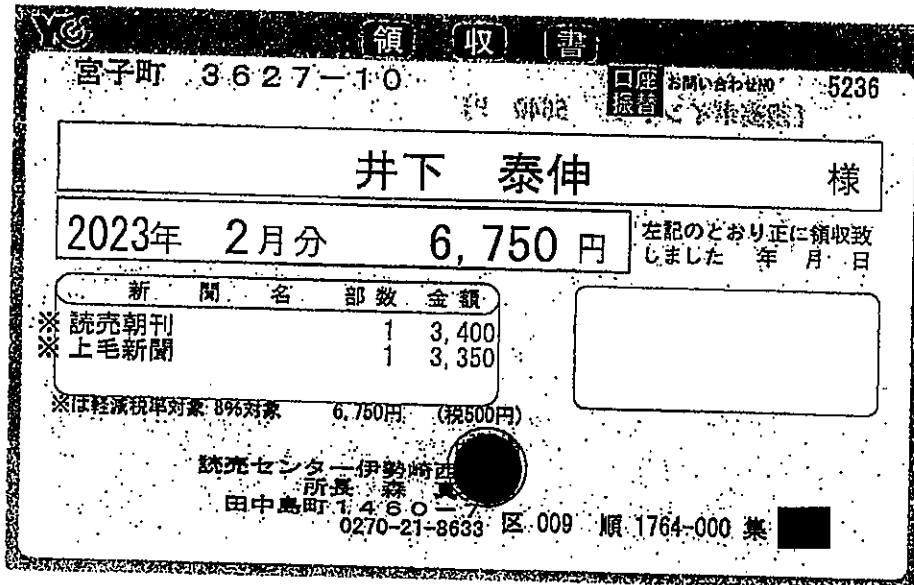 YC 領 収 書
宮子町 3627-10
口座振替 お問い合わせNO 5236
井下 泰伸 様
2023年 2月分 6,750 円
左記のとおり正に領収致
しました 年 月 日
新聞名 部数 金額
※ 読売朝刊 1 3,400
※ 上毛新聞 1 3,350
※は軽減税率対象 8%対象 6,750円 (税500円)
読売センター伊勢崎西
所長 森
田中島町1460-7
0270-21-8633 区 009 順 1764-000 集